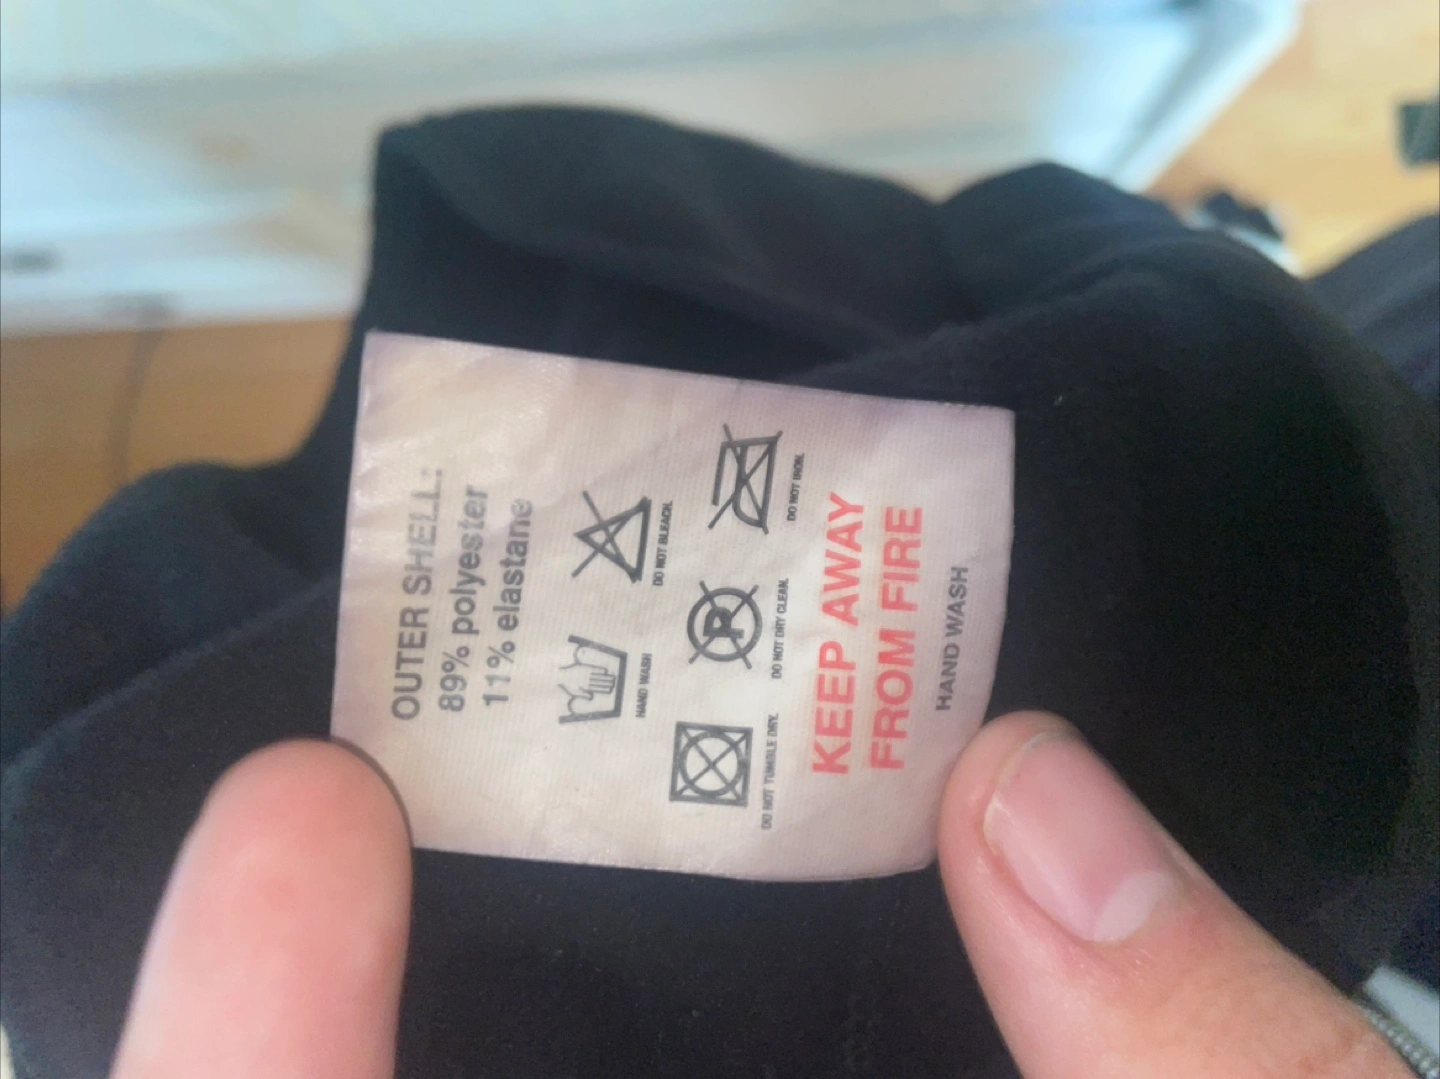 OUTER SHELL:
89% polyester
11% elastane
HAND WASH
DO NOT BLEACH.
DO NOT TUMBLE DRY.
P
DO NOT DRY CLEAN.
DO NOT IRON.
KEEP AWAY
FROM FIRE
HAND WASH